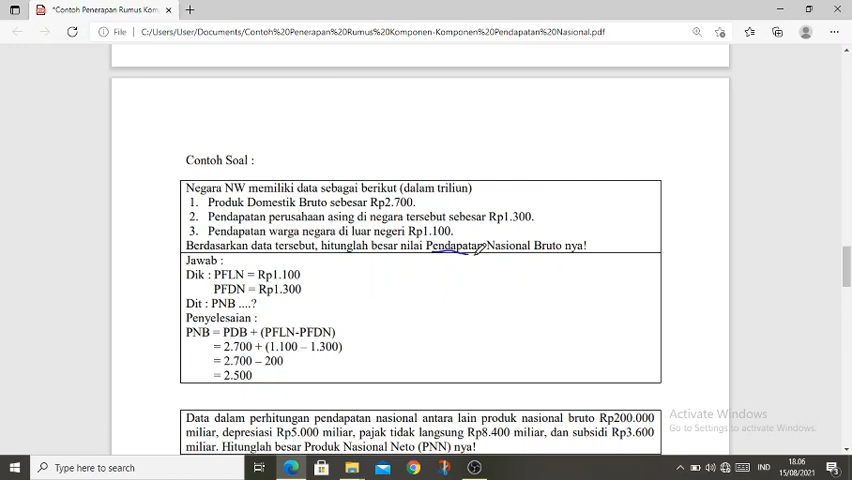 *Contoh Penerapan Rumus Kom
File
C:/Users/User/Documents/Contoh%20Penerapan%20Rumus%20Komponen-Komponen%20Pendapatan%20Nasional.pdf
Contoh Soal :
Negara NW memiliki data sebagai berikut (dalam triliun)
1. Produk Domestik Bruto sebesar Rp2.700.
2. Pendapatan perusahaan asing di negara tersebut sebesar Rp1.300.
3. Pendapatan warga negara di luar negeri Rp1.100.
Berdasarkan data tersebut, hitunglah besar nilai Pendapatan Nasional Bruto nya!
Jawab :
Dik : PFLN = Rp1.100
PFDN = Rp1.300
Dit : PNB ....?
Penyelesaian :
PNB = PDB + (PFLN-PFDN)
= 2.700 + (1.100 – 1.300)
= 2.700 – 200
= 2.500
Data dalam perhitungan pendapatan nasional antara lain produk nasional bruto Rp200.000
miliar, depresiasi Rp5.000 miliar, pajak tidak langsung Rp8.400 miliar, dan subsidi Rp3.600
miliar. Hitunglah besar Produk Nasional Neto (PNN) nya!
Activate Windows
Go to Settings to activate Windows.
Type here to search
IND
18.06
15/08/2021